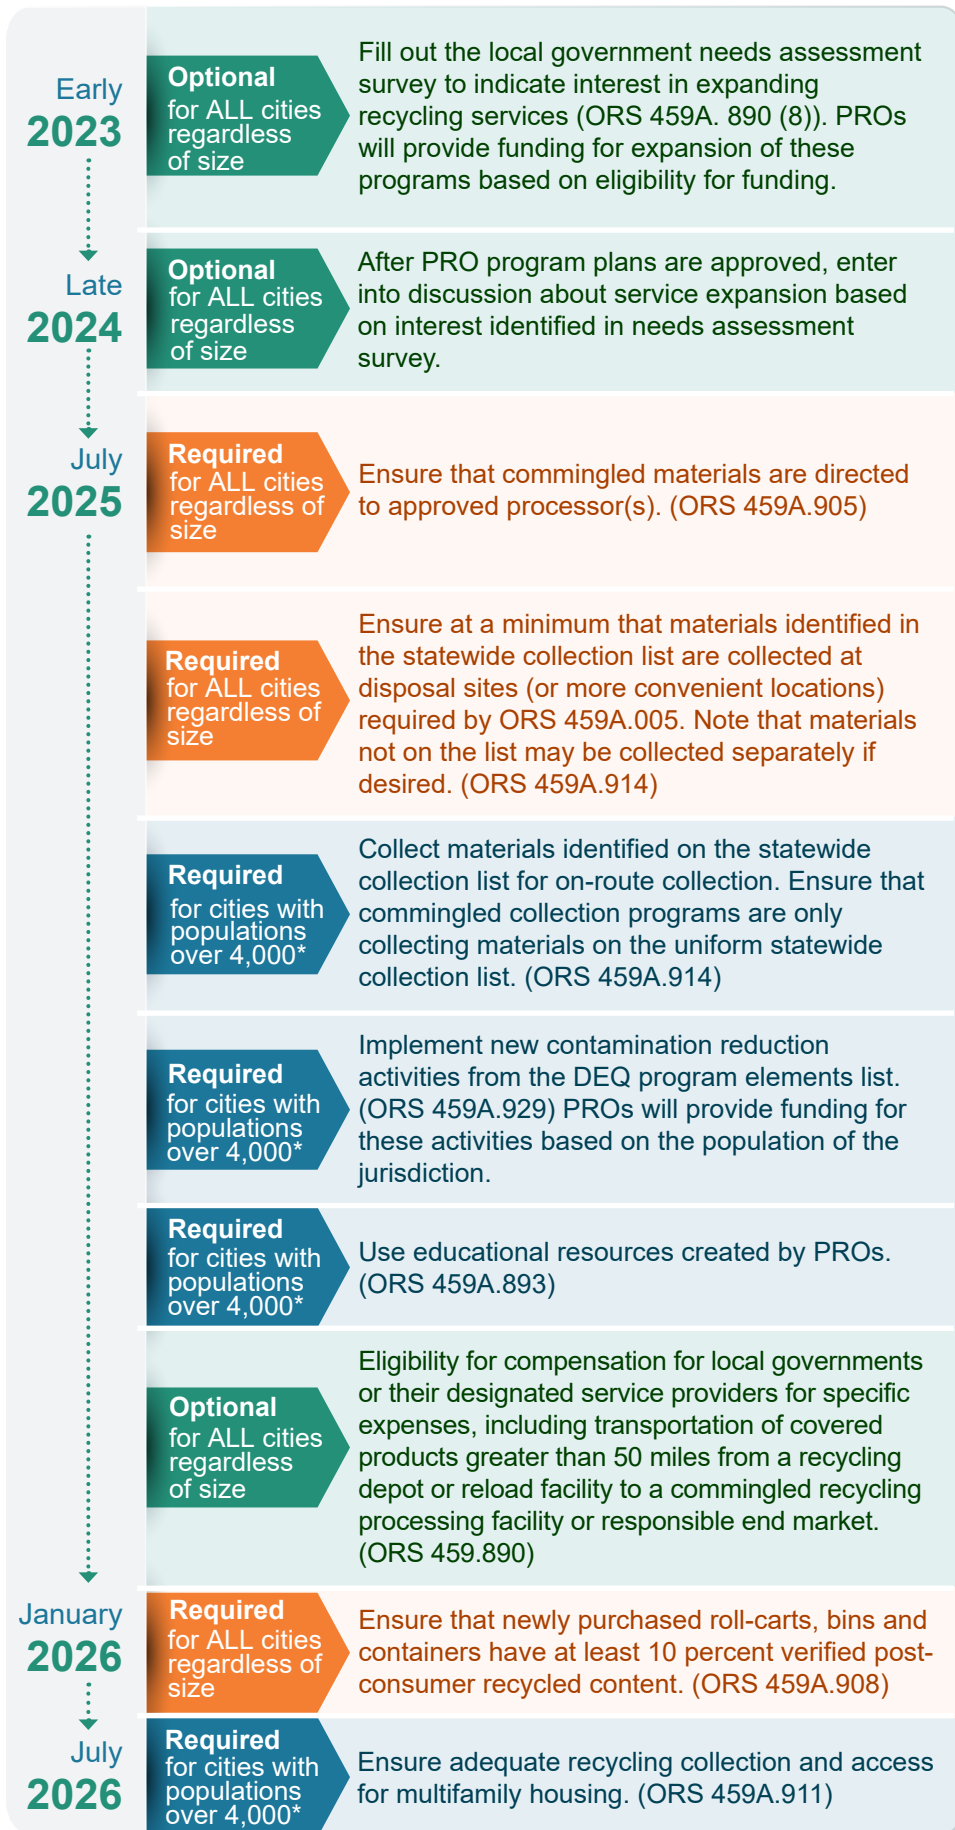 Early
2023
Optional
for ALL cities
regardless
of size
Fill out the local government needs assessment
survey to indicate interest in expanding
recycling services (ORS 459A. 890 (8)). PROs
will provide funding for expansion of these
programs based on eligibility for funding.
Late
2024
Optional
for ALL cities
regardless
of size
After PRO program plans are approved, enter
into discussion about service expansion based
on interest identified in needs assessment
survey.
July
2025
Required
for ALL cities
regardless of
size
Ensure that commingled materials are directed
to approved processor(s). (ORS 459A.905)
Required
for ALL cities
regardless of
size
Ensure at a minimum that materials identified in
the statewide collection list are collected at
disposal sites (or more convenient locations)
required by ORS 459A.005. Note that materials
not on the list may be collected separately if
desired. (ORS 459A.914)
Required
for cities with
populations
over 4,000*
Collect materials identified on the statewide
collection list for on-route collection. Ensure that
commingled collection programs are only
collecting materials on the uniform statewide
collection list. (ORS 459A.914)
Required
for cities with
populations
over 4,000*
Implement new contamination reduction
activities from the DEQ program elements list.
(ORS 459A.929) PROs will provide funding for
these activities based on the population of the
jurisdiction.
Required
for cities with
populations
over 4,000*
Use educational resources created by PROs.
(ORS 459A.893)
Optional
for ALL cities
regardless
of size
Eligibility for compensation for local governments
or their designated service providers for specific
expenses, including transportation of covered
products greater than 50 miles from a recycling
depot or reload facility to a commingled recycling
processing facility or responsible end market.
(ORS 459.890)
January
2026
Required
for ALL cities
regardless of
size
Ensure that newly purchased roll-carts, bins and
containers have at least 10 percent verified post-
consumer recycled content. (ORS 459A.908)
July
2026
Required
for cities with
populations
over 4,000*
Ensure adequate recycling collection and access
for multifamily housing. (ORS 459A.911)